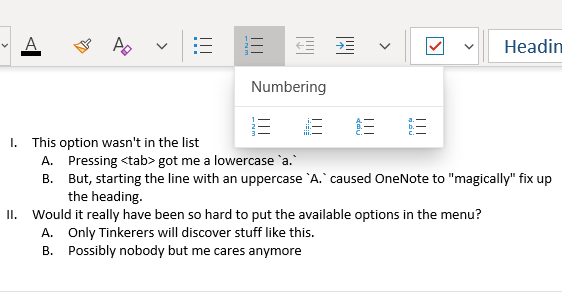 A
A
Headin
Numbering
I. This option wasn't in the list
A. Pressing <tab> got me a lowercase `a.`
B. But, starting the line with an uppercase `A.` caused OneNote to "magically" fix up
the heading.
II. Would it really have been so hard to put the available options in the menu?
A. Only Tinkerers will discover stuff like this.
B. Possibly nobody but me cares anymore